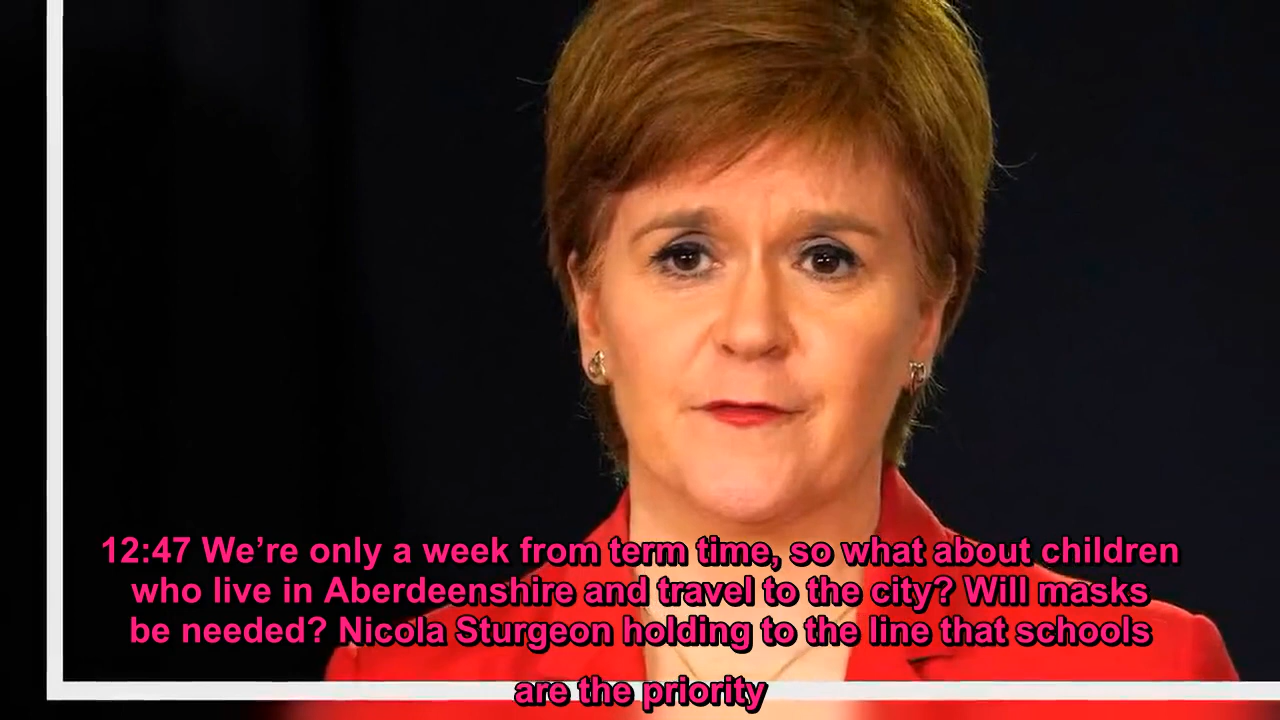 12:47 We’re only a week from term time, so what about children
who live in Aberdeenshire and travel to the city? Will masks
be needed? Nicola Sturgeon holding to the line that schools
are the priority